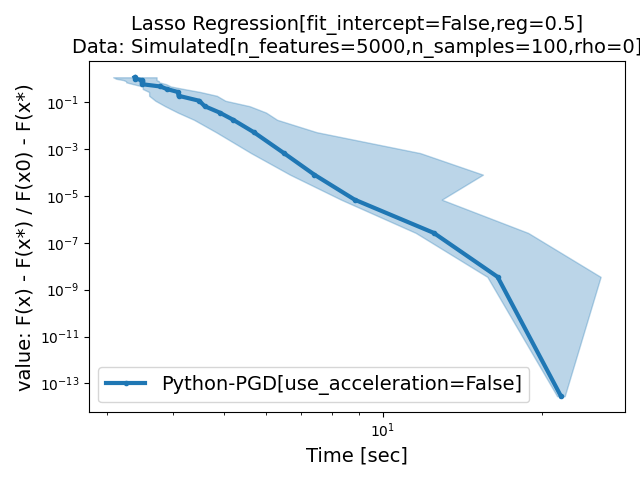 Lasso Regression[fit_intercept=False,reg=0.5]
Data: Simulated[n_features=5000,n_samples=100,rho=0]
value: F(x) - F(x*) / F(x0) - F(x*)
10⁻¹
10⁻³
10⁻⁵
10⁻⁷
10⁻⁹
10⁻¹¹
10⁻¹³
Python-PGD[use_acceleration=False]
10¹
Time [sec]